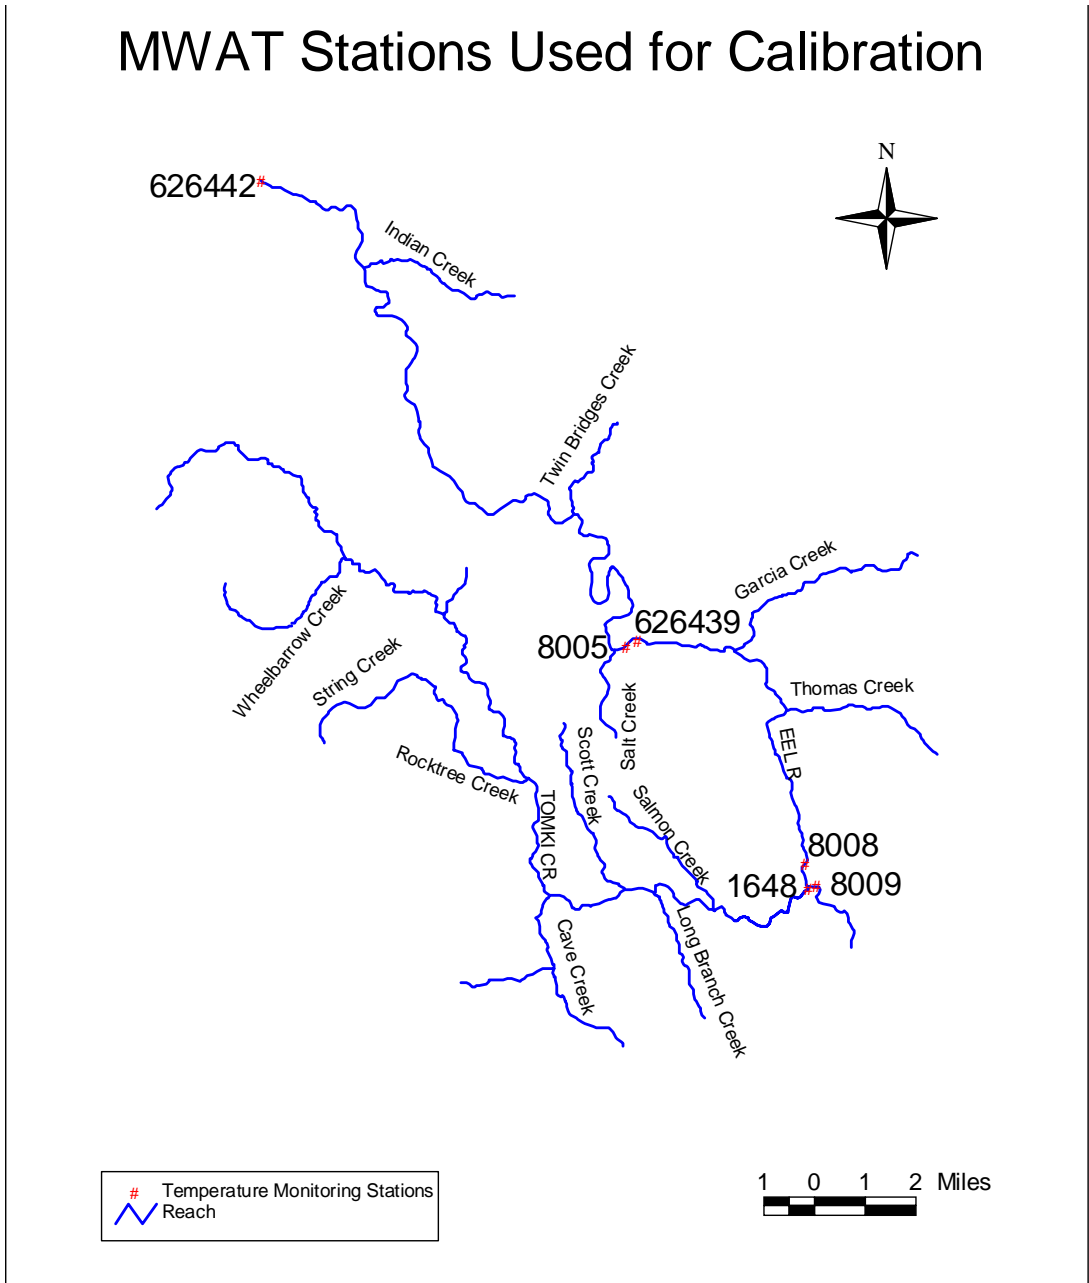 MWAT Stations Used for Calibration
N
626442
#
Indian Creek
Twin Bridges Creek
Garcia Creek
626439
8005
#
#
Wheelbarrow Creek
String Creek
Thomas Creek
Salt Creek
Scott Creek
EEL R
Rocktree Creek
TOMKI CR
Salmon Creek
8008
#
1648
#
#
8009
Cave Creek
Long Branch Creek
# Temperature Monitoring Stations
Reach
1 0 1 2 Miles